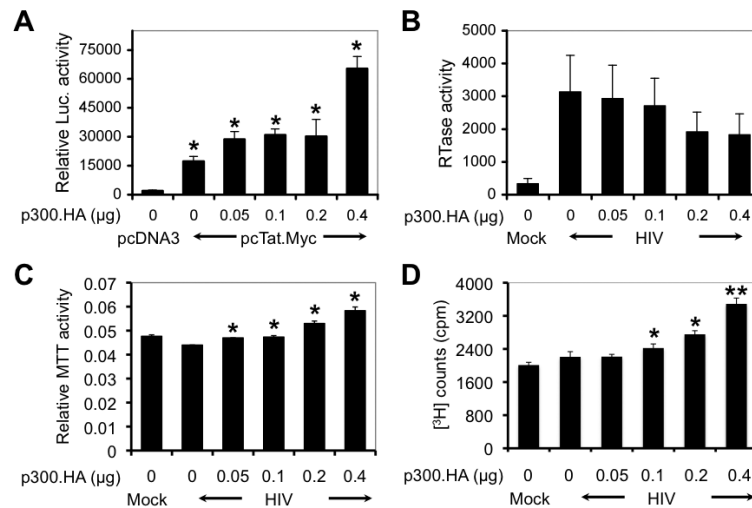 A
Relative Luc. activity
75000
60000
45000
30000
15000
0
* * * * *
p300.HA (µg) 0 0 0.05 0.1 0.2 0.4
pcDNA3 ← pcTat.Myc →
B
RTase activity
5000
4000
3000
2000
1000
0
p300.HA (µg) 0 0 0.05 0.1 0.2 0.4
Mock ← HIV →
C
Relative MTT activity
0.07
0.06
0.05
0.04
0.03
0.02
0.01
0
* * * *
p300.HA (µg) 0 0 0.05 0.1 0.2 0.4
Mock ← HIV →
D
[³H] counts (cpm)
4000
3200
2400
1600
800
0
* * **
p300.HA (µg) 0 0 0.05 0.1 0.2 0.4
Mock ← HIV →